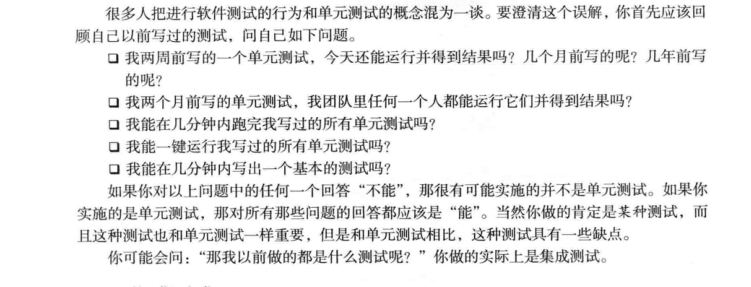 很多人把进行软件测试的行为和单元测试的概念混为一谈。要澄清这个误解，你首先应该回
顾自己以前写过的测试，问自己如下问题。
❑ 我两周前写的一个单元测试，今天还能运行并得到结果吗？几个月前写的呢？几年前写
的呢？
❑ 我两个月前写的单元测试，我团队里任何一个人都能运行它们并得到结果吗？
❑ 我能在几分钟内跑完我写过的所有单元测试吗？
❑ 我能一键运行我写过的所有单元测试吗？
❑ 我能在几分钟内写出一个基本的测试吗？
如果你对以上问题中的任何一个回答“不能”，那很有可能实施的并不是单元测试。如果你
实施的是单元测试，那对所有那些问题的回答都应该是“能”。当然你做的肯定是某种测试，而
且这种测试也和单元测试一样重要，但是和单元测试相比，这种测试具有一些缺点。
你可能会问：“那我以前做的都是什么测试呢？”你做的实际上是集成测试。